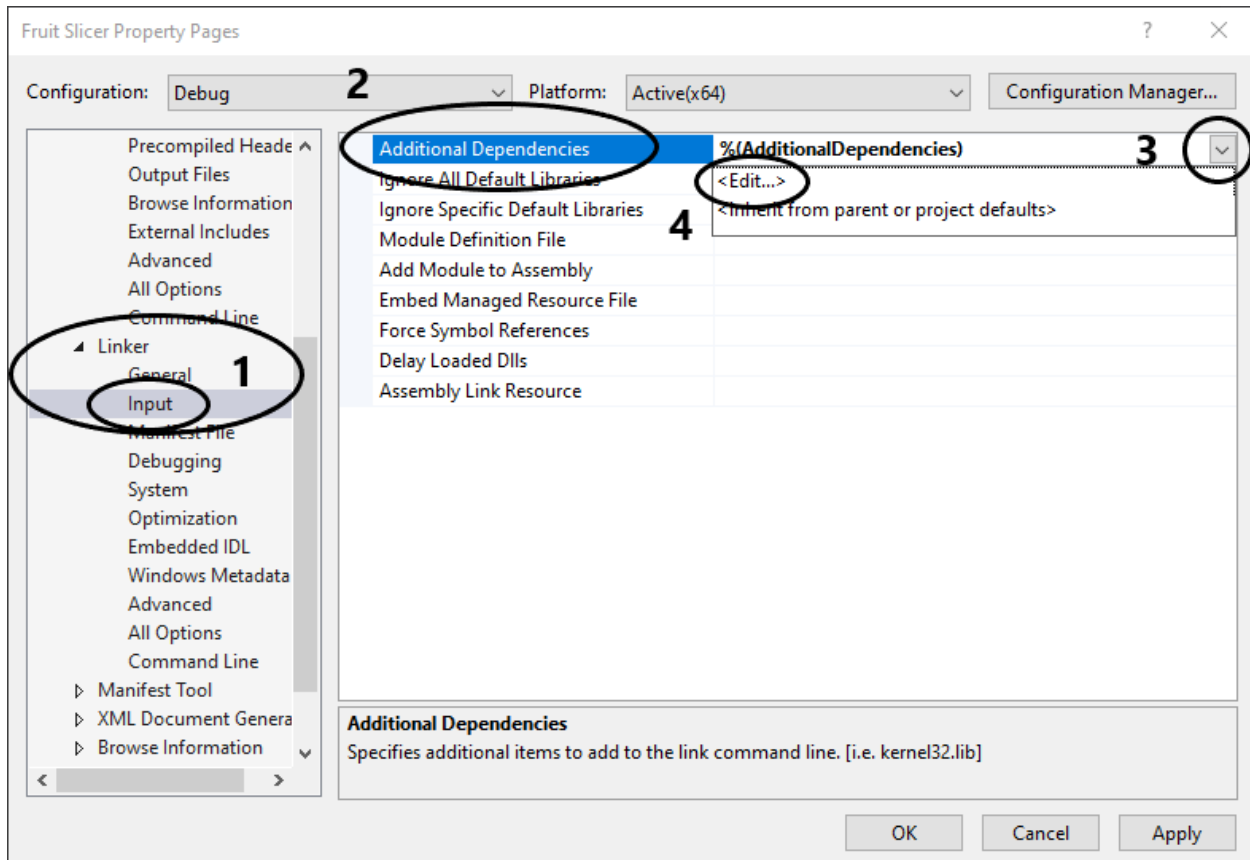 Fruit Slicer Property Pages
Configuration: Debug 2 Platform: Active(x64) Configuration Manager...
Precompiled Heade
Output Files
Browse Information
External Includes
Advanced
All Options
Command Line
Linker
General 1
Input
Manifest File
Debugging
System
Optimization
Embedded IDL
Windows Metadata
Advanced
All Options
Command Line
Manifest Tool
XML Document Genera
Browse Information
Additional Dependencies %(AdditionalDependencies) 3
Ignore All Default Libraries <Edit...>
Ignore Specific Default Libraries 4 <Inherit from parent or project defaults>
Module Definition File
Add Module to Assembly
Embed Managed Resource File
Force Symbol References
Delay Loaded Dlls
Assembly Link Resource
Additional Dependencies
Specifies additional items to add to the link command line. [i.e. kernel32.lib]
OK Cancel Apply